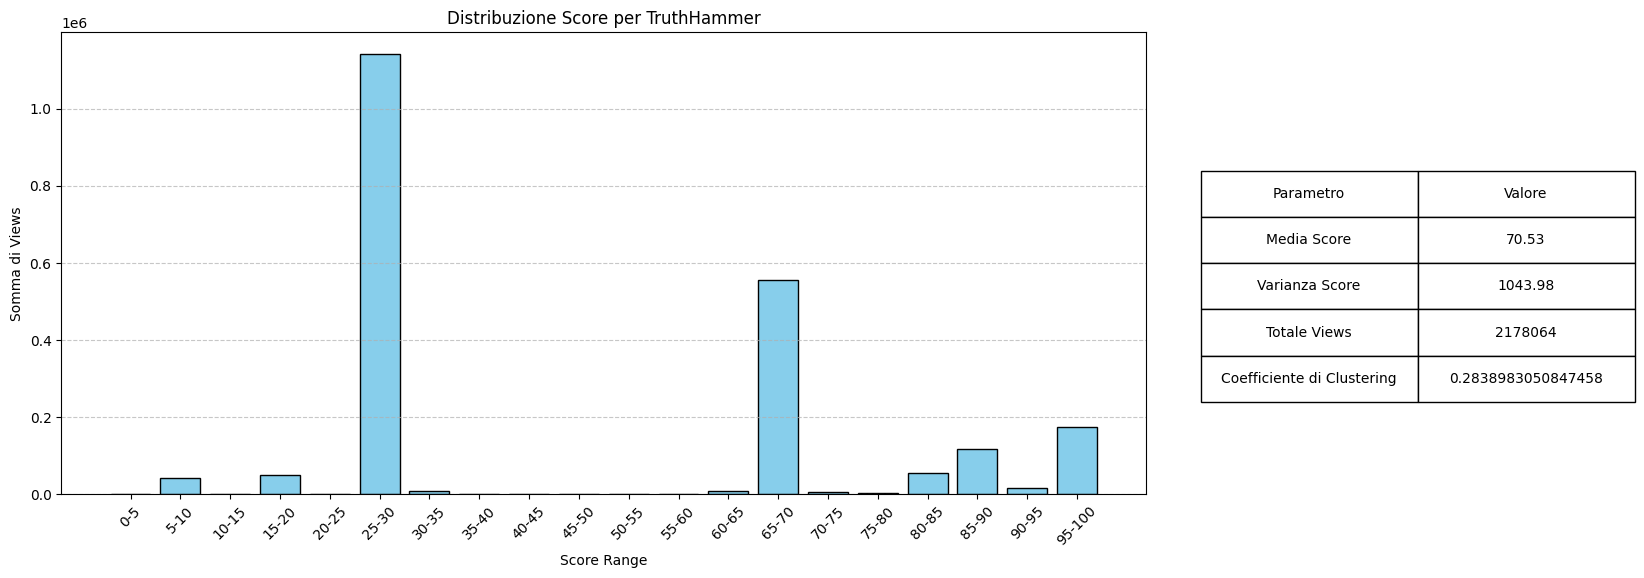 Distribuzione Score per TruthHammer
1e6
1.0
0.8
0.6
0.4
0.2
0.0
Somma di Views
0-5
5-10
10-15
15-20
20-25
25-30
30-35
35-40
40-45
45-50
50-55
55-60
60-65
65-70
70-75
75-80
80-85
85-90
90-95
95-100
Score Range
Parametro Valore
Media Score 70.53
Varianza Score 1043.98
Totale Views 2178064
Coefficiente di Clustering 0.2838983050847458